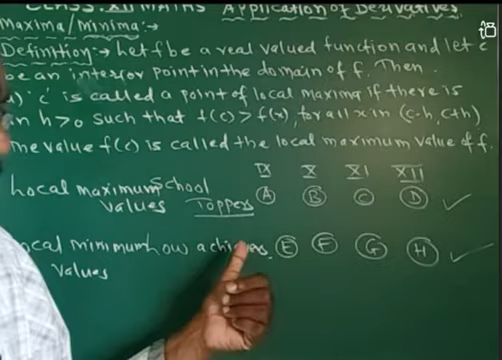 CLASS:-XII MATHS Application of Derivatives
Maxima/Minima:-
Definition:-> Let f be a real valued function and let c
be an interior point in the domain of f. Then
'c' is called a point of local maxima if there is
an h>0 such that f(c) > f(x), for all x in (c-h, c+h)
The value f(c) is called the local maximum value of f.
IX X XI XII
Local maximum School A B C D ✓
values Toppers
Local minimum how E F G H ✓
values
t